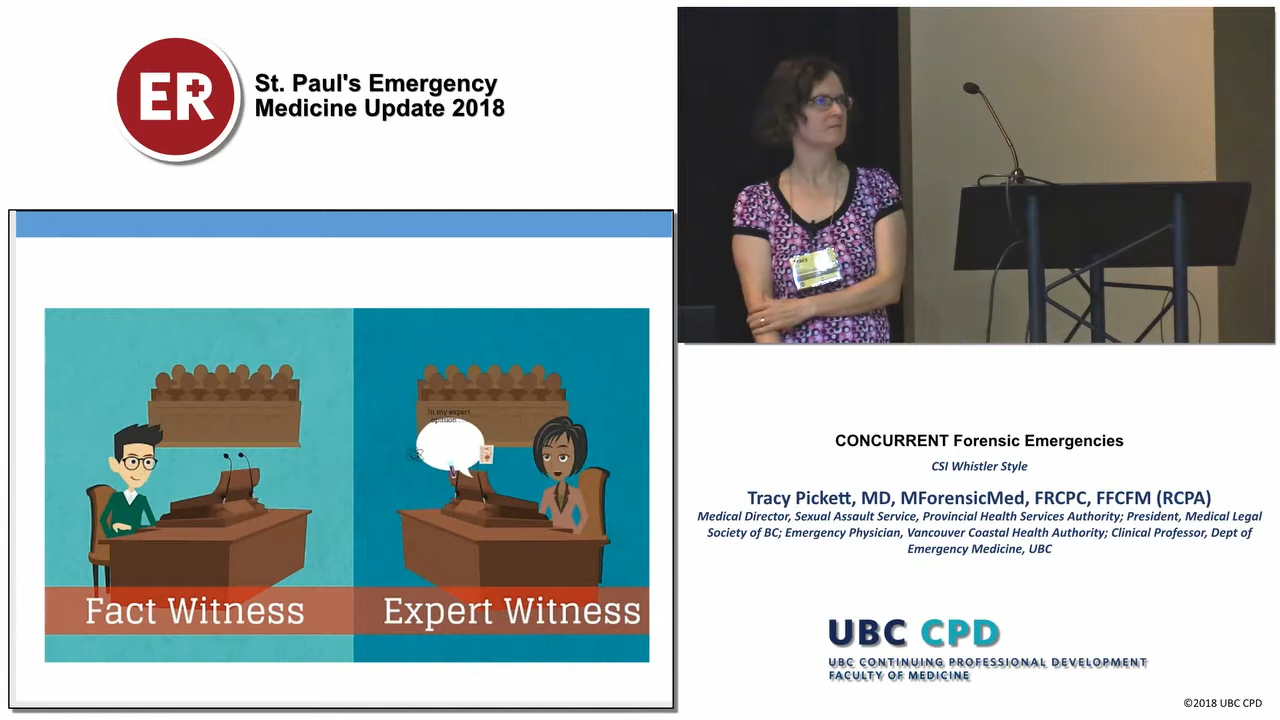 ER
St. Paul's Emergency
Medicine Update 2018
In my expert
opinion
Fact Witness
Expert Witness
Tracy
CONCURRENT Forensic Emergencies
CSI Whistler Style
Tracy Pickett, MD, MForensicMed, FRCPC, FFCFM (RCPA)
Medical Director, Sexual Assault Service, Provincial Health Services Authority; President, Medical Legal
Society of BC; Emergency Physician, Vancouver Coastal Health Authority; Clinical Professor, Dept of
Emergency Medicine, UBC
UBC CPD
UBC CONTINUING PROFESSIONAL DEVELOPMENT
FACULTY OF MEDICINE
©2018 UBC CPD